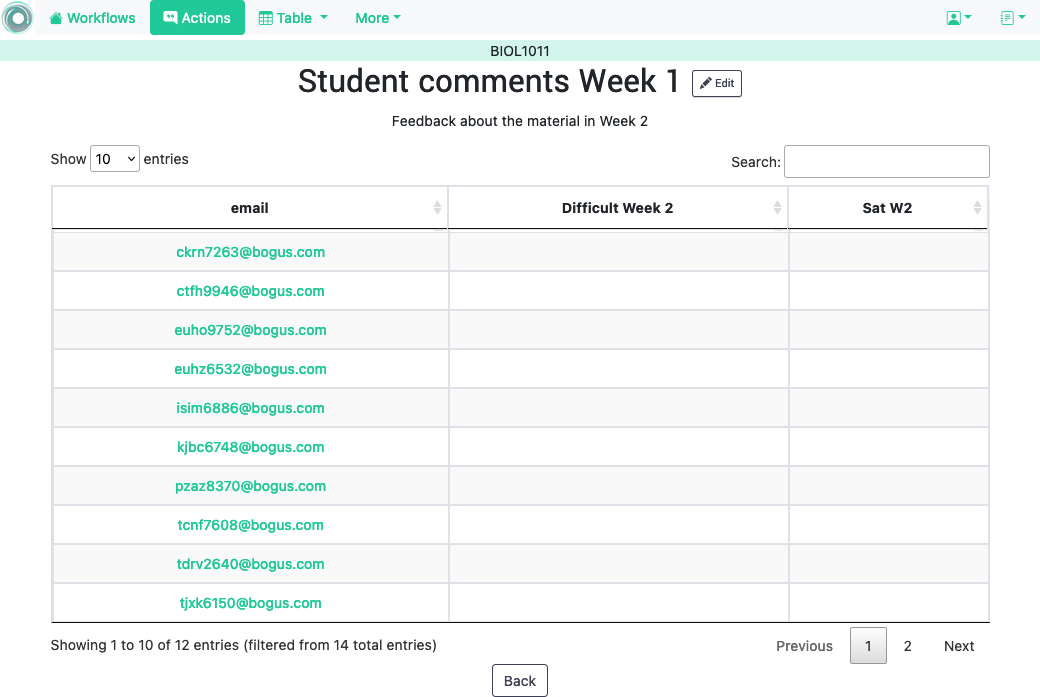 Workflows Actions Table More
BIOL1011
Student comments Week 1 Edit
Feedback about the material in Week 2
Show 10 entries Search:
email Difficult Week 2 Sat W2
ckrn7263@bogus.com
ctfh9946@bogus.com
euho9752@bogus.com
euhz6532@bogus.com
isim6886@bogus.com
kjbc6748@bogus.com
pzaz8370@bogus.com
tcnf7608@bogus.com
tdrv2640@bogus.com
tjxk6150@bogus.com
Showing 1 to 10 of 12 entries (filtered from 14 total entries) Previous 1 2 Next
Back